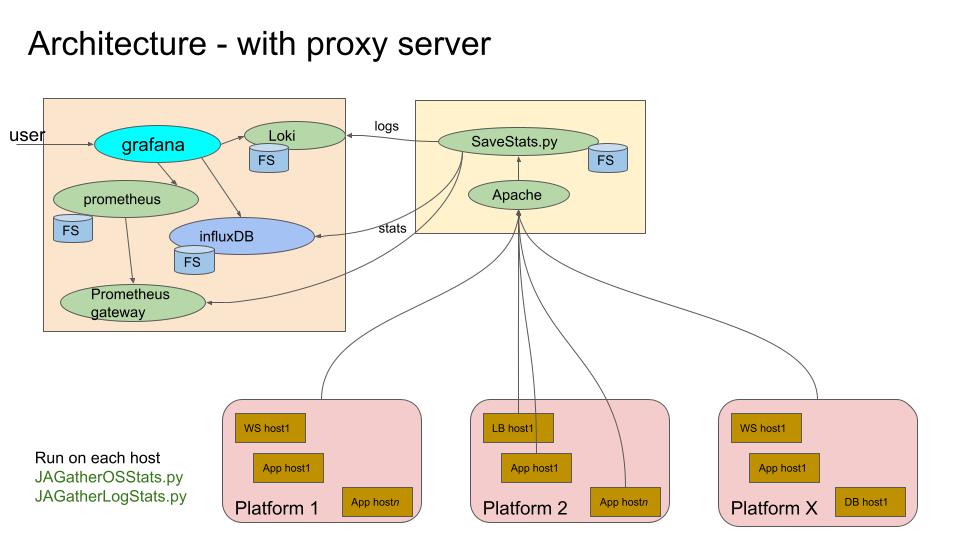 Architecture - with proxy server
user
grafana
Loki
FS
logs
SaveStats.py
FS
prometheus
FS
Apache
influxDB
FS
stats
Prometheus
gateway
WS host1
App host1
App hostn
Platform 1
LB host1
App host1
App hostn
Platform 2
WS host1
App host1
DB host1
Platform X
Run on each host
JAGatherOSStats.py
JAGatherLogStats.py